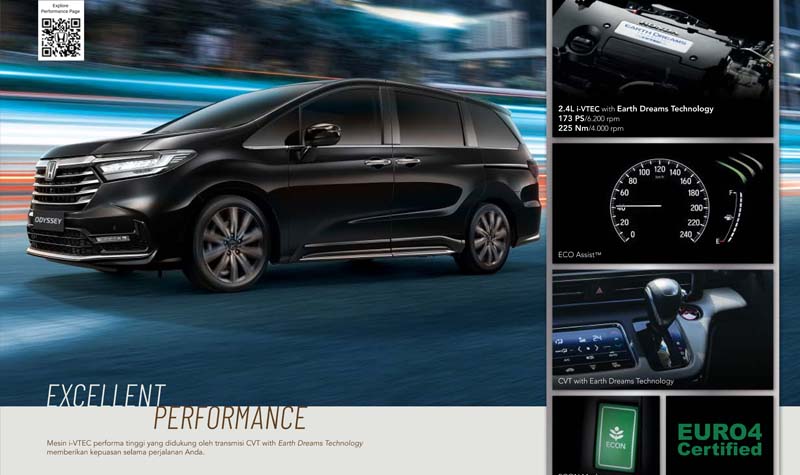 Explore
Performance Page
ODYSSEY
EXCELLENT
PERFORMANCE
Mesin i-VTEC performa tinggi yang didukung oleh transmisi CVT with Earth Dreams Technology
memberikan kepuasan selama perjalanan Anda.
EARTH DREAMS
2.4L i-VTEC with Earth Dreams Technology
173 PS/6.200 rpm
225 Nm/4.000 rpm
0 20 40 60 80 100 120 140 160 180 200 220 240
km/h
F
E
ECO Assist™
CVT with Earth Dreams Technology
ECON
EURO4
Certified